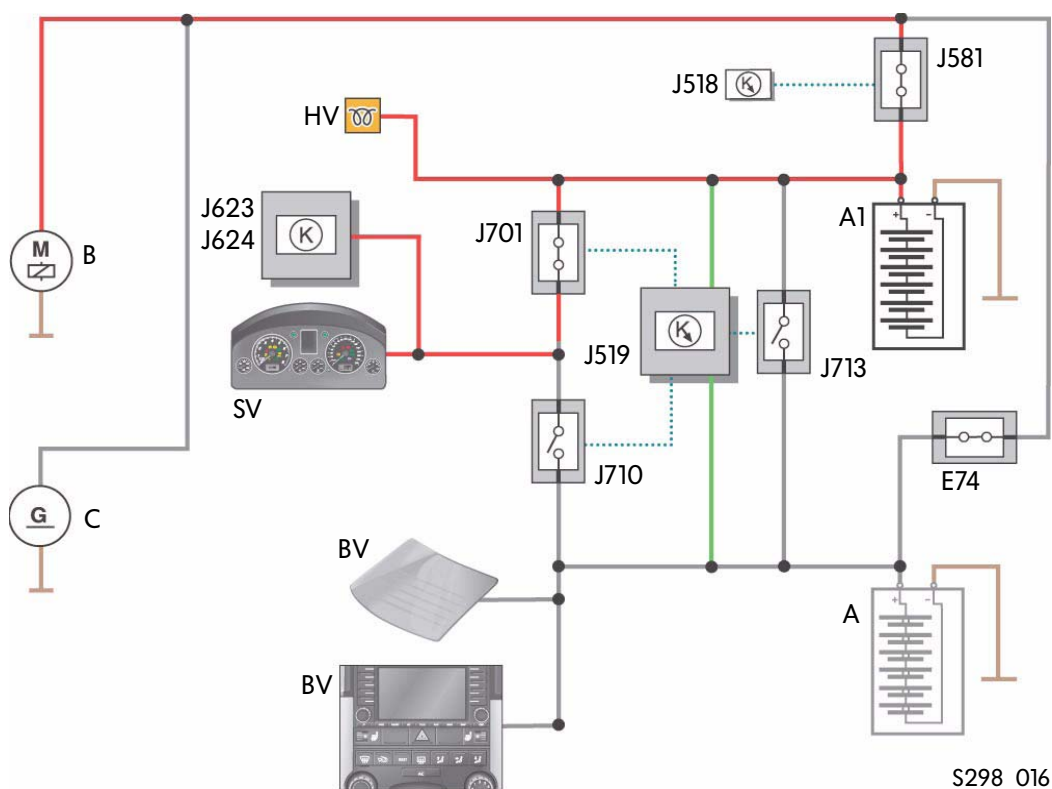 J581
J518
K
HV
J623
J624
K
J701
A1
+ -
M
B
K
J519
J713
SV
E74
J710
G
C
BV
+ -
A
BV
S298_016